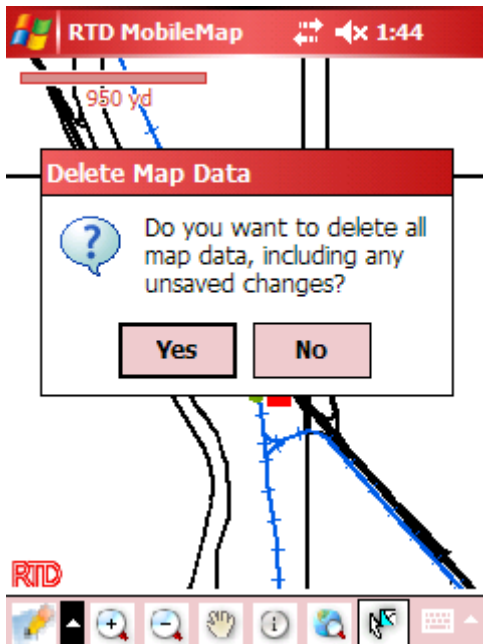 RTD MobileMap 1:44
950 yd
Delete Map Data
Do you want to delete all
map data, including any
unsaved changes?
Yes No
RTD